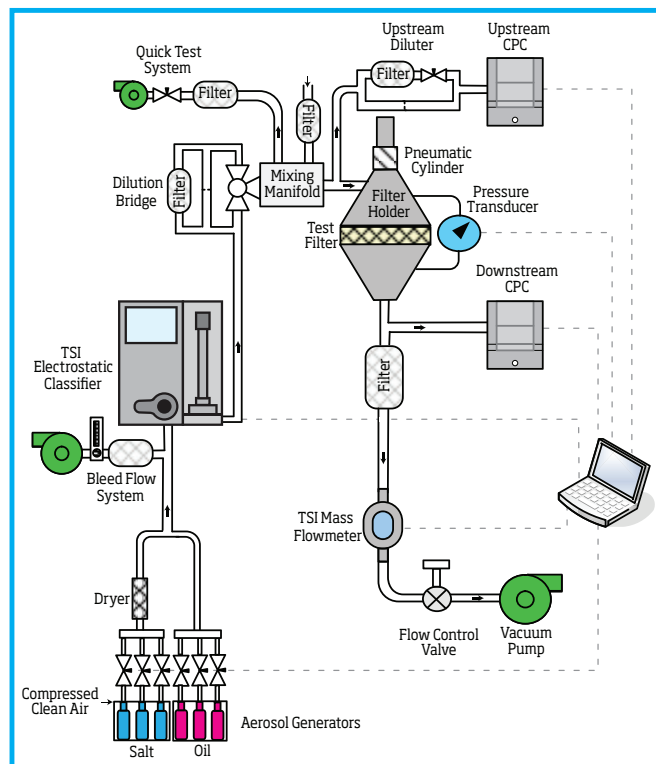 Quick Test
System
Filter
Filter
Upstream
Diluter
Filter
Upstream
CPC
Dilution
Bridge
Filter
Mixing
Manifold
Pneumatic
Cylinder
Filter
Holder
Test
Filter
Pressure
Transducer
Downstream
CPC
TSI
Electrostatic
Classifier
Filter
Bleed Flow
System
TSI Mass
Flowmeter
Dryer
Flow Control
Valve
Vacuum
Pump
Compressed
Clean Air
Aerosol Generators
Salt
Oil